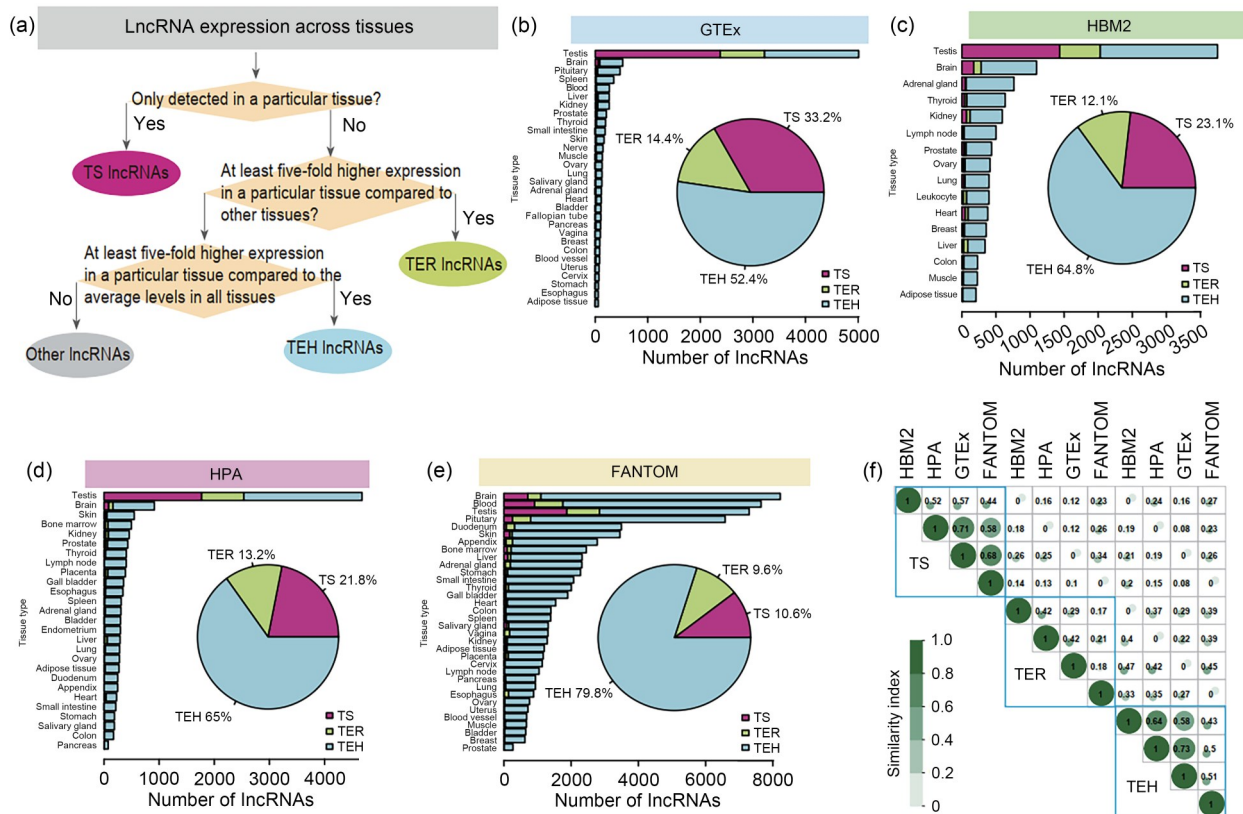 (a)
LncRNA expression across tissues
Only detected in a particular tissue?
Yes
No
TS lncRNAs
At least five-fold higher expression
in a particular tissue compared to
other tissues?
Yes
TER lncRNAs
At least five-fold higher expression
in a particular tissue compared to the
average levels in all tissues
No
Yes
Other lncRNAs
TEH lncRNAs
(b)
GTEx
Tissue type
Testis
Brain
Pituitary
Spleen
Blood
Liver
Kidney
Prostate
Thyroid
Small intestine
Skin
Nerve
Muscle
Ovary
Lung
Salivary gland
Adrenal gland
Heart
Bladder
Fallopian tube
Pancreas
Vagina
Breast
Colon
Blood vessel
Uterus
Cervix
Stomach
Esophagus
Adipose tissue
TS 33.2%
TER 14.4%
TEH 52.4%
TS
TER
TEH
0 1000 2000 3000 4000 5000
Number of lncRNAs
(c)
HBM2
Tissue type
Testis
Brain
Adrenal gland
Thyroid
Kidney
Lymph node
Prostate
Ovary
Lung
Leukocyte
Heart
Breast
Liver
Colon
Muscle
Adipose tissue
TER 12.1%
TS 23.1%
TEH 64.8%
TS
TER
TEH
0 500 1000 1500 2000 2500 3000 3500
Number of lncRNAs
(d)
HPA
Tissue type
Testis
Brain
Skin
Bone marrow
Kidney
Prostate
Thyroid
Lymph node
Placenta
Gall bladder
Esophagus
Spleen
Adrenal gland
Bladder
Endometrium
Liver
Lung
Ovary
Adipose tissue
Duodenum
Appendix
Heart
Small intestine
Stomach
Salivary gland
Colon
Pancreas
TER 13.2%
TS 21.8%
TEH 65%
TS
TER
TEH
0 1000 2000 3000 4000
Number of lncRNAs
(e)
FANTOM
Tissue type
Brain
Blood
Testis
Pituitary
Duodenum
Skin
Appendix
Bone marrow
Liver
Adrenal gland
Stomach
Small intestine
Thyroid
Gall bladder
Heart
Colon
Spleen
Salivary gland
Vagina
Kidney
Adipose tissue
Placenta
Cervix
Lymph node
Pancreas
Lung
Esophagus
Ovary
Uterus
Blood vessel
Muscle
Bladder
Breast
Prostate
TER 9.6%
TS 10.6%
TEH 79.8%
TS
TER
TEH
0 2000 4000 6000 8000
Number of lncRNAs
(f)
HBM2 HPA GTEx FANTOM HBM2 HPA GTEx FANTOM HBM2 HPA GTEx FANTOM
1 0.52 0.57 0.44 0 0.16 0.12 0.23 0 0.24 0.16 0.27
1 0.71 0.58 0.18 0 0.12 0.26 0.19 0 0.08 0.23
TS 1 0.68 0.26 0.25 0 0.34 0.21 0.19 0 0.26
1 0.14 0.13 0.1 0 0.2 0.15 0.08 0
1 0.42 0.29 0.17 0 0.37 0.29 0.39
1 0.42 0.21 0.4 0 0.22 0.39
TER 1 0.18 0.47 0.42 0 0.45
1 0.33 0.35 0.27 0
1 0.64 0.58 0.43
1 0.73 0.5
TEH 1 0.51
1
Similarity index
1.0
0.8
0.6
0.4
0.2
0